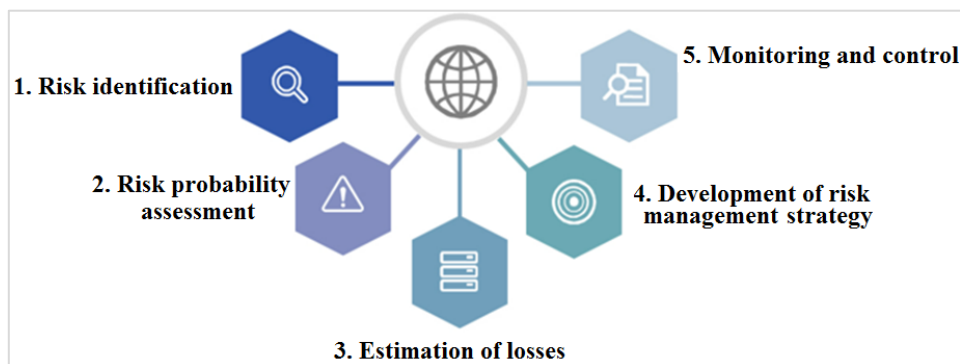 1. Risk identification
2. Risk probability
assessment
3. Estimation of losses
4. Development of risk
management strategy
5. Monitoring and control